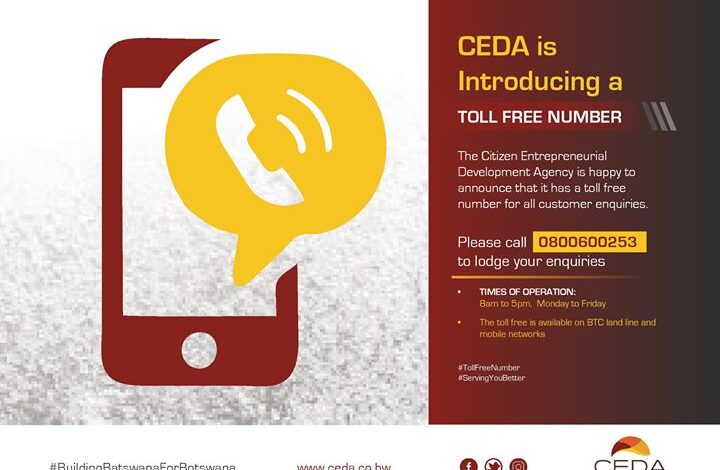 CEDA is
Introducing a
TOLL FREE NUMBER
The Citizen Entrepreneurial
Development Agency is happy to
announce that it has a toll free
number for all customer enquiries.
Please call 0800600253
to lodge your enquiries
• TIMES OF OPERATION:
8am to 5pm, Monday to Friday
• The toll free is available on BTC land line and
mobile networks
#TollFreeNumber
#ServingYouBetter
#BuildingBatswanaForBotswana
www.ceda.co.bw
CEDA